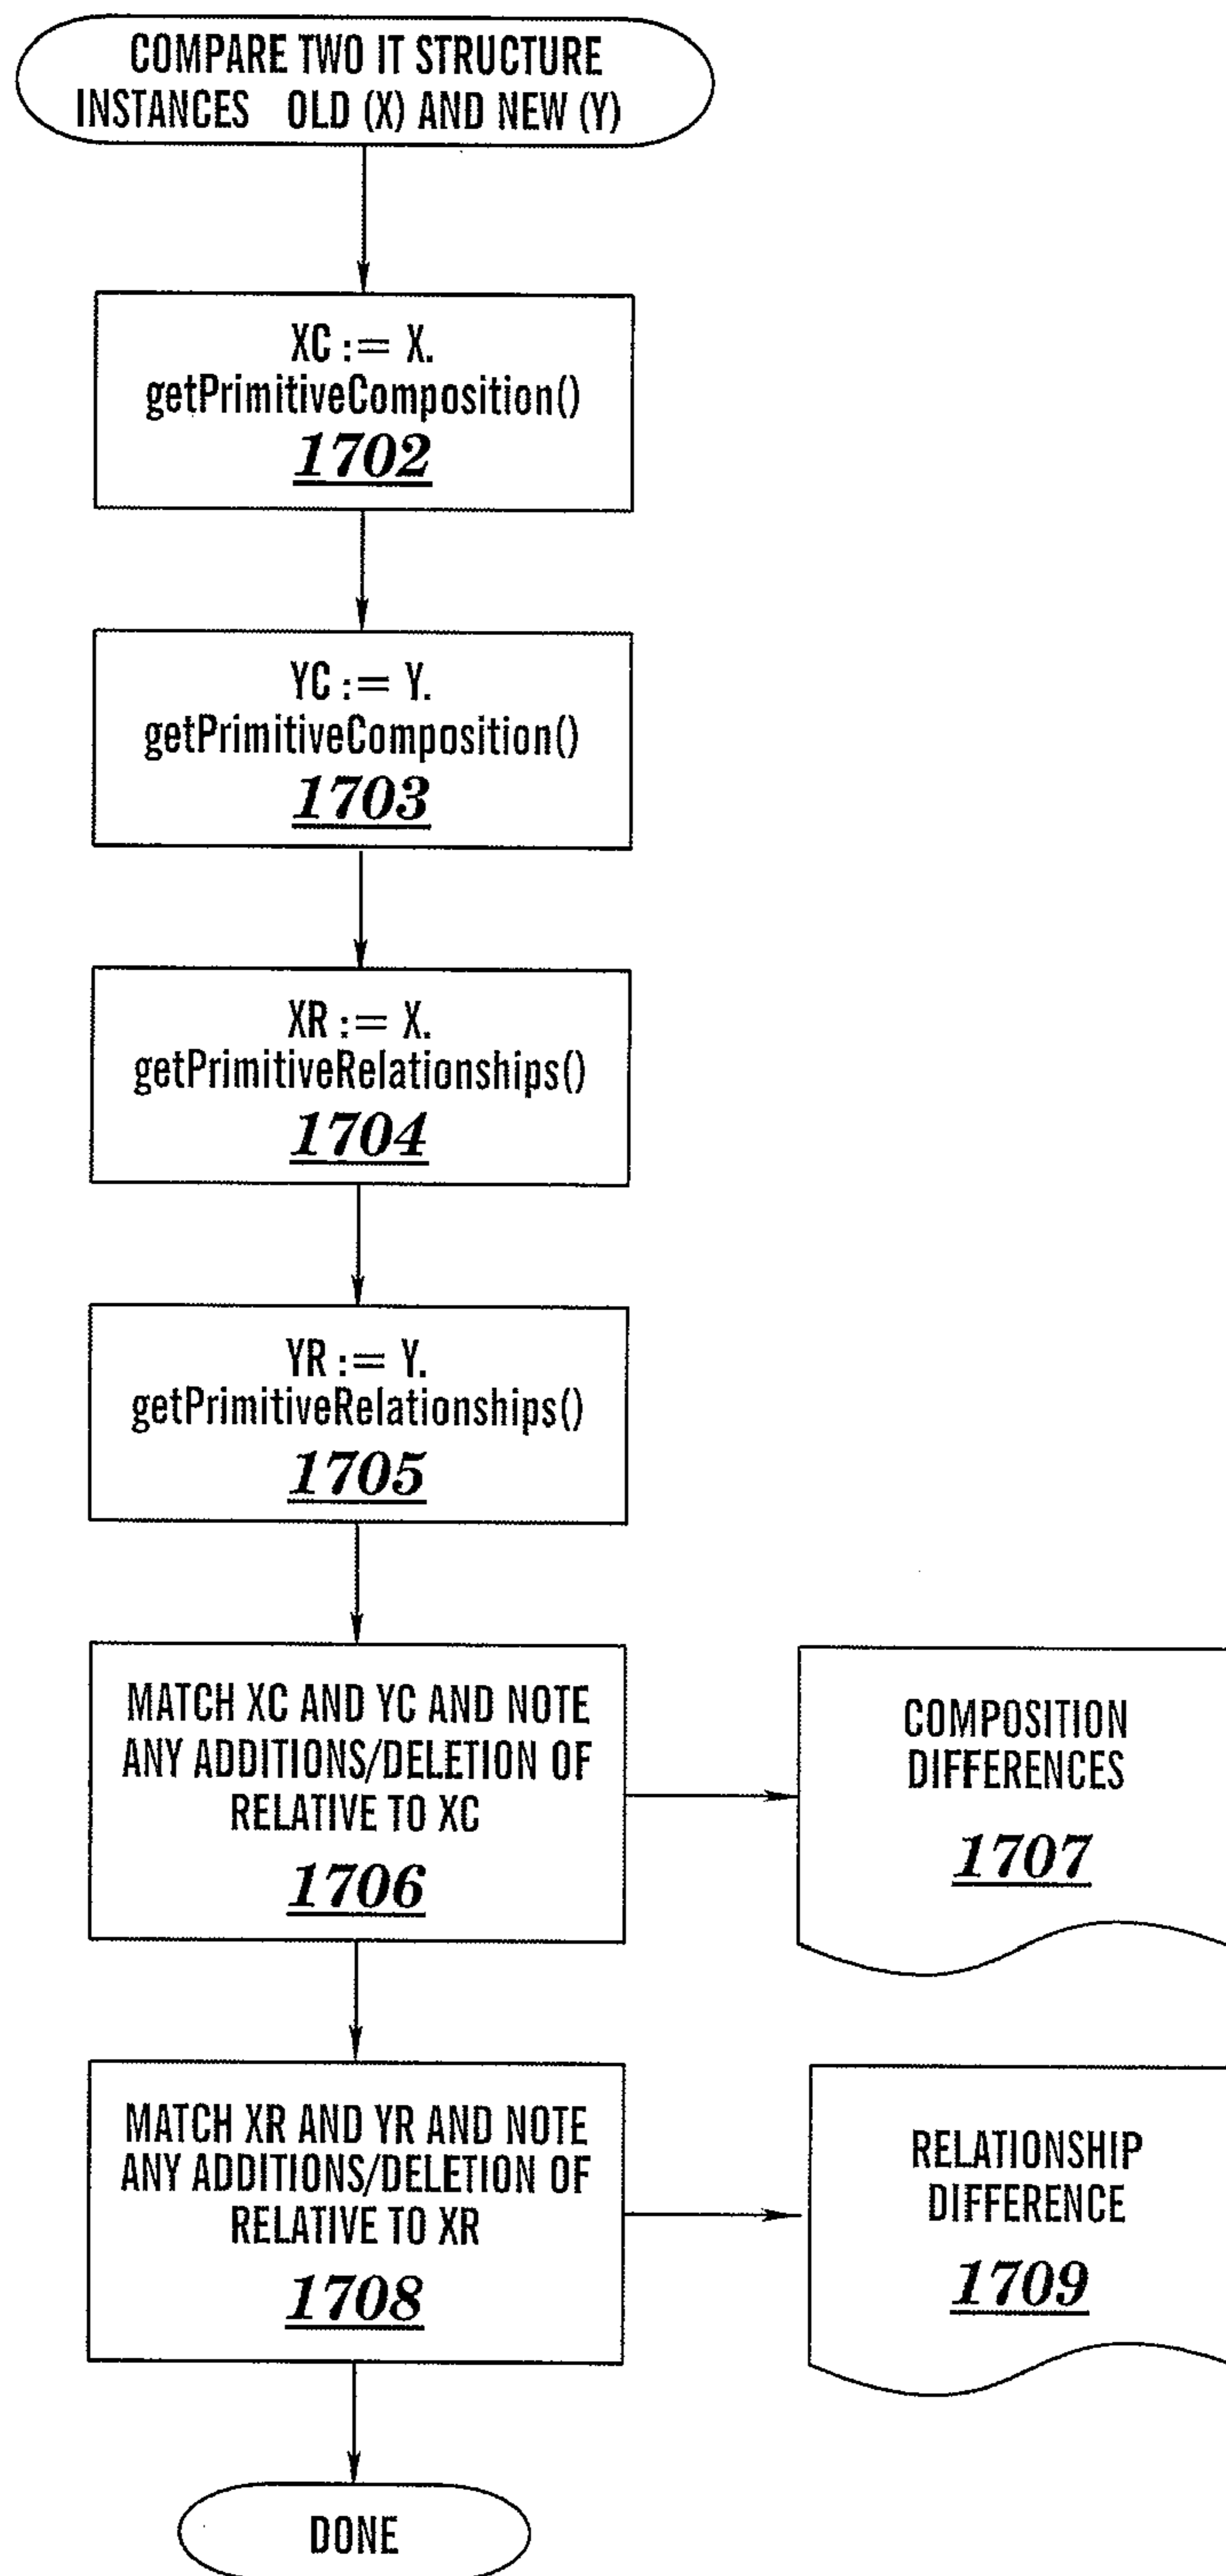 COMPARE TWO IT STRUCTURE
INSTANCES OLD (X) AND NEW (Y)
XC := X.
getPrimitiveComposition()
1702
YC := Y.
getPrimitiveComposition()
1703
XR := X.
getPrimitiveRelationships()
1704
YR := Y.
getPrimitiveRelationships()
1705
MATCH XC AND YC AND NOTE
ANY ADDITIONS/DELETION OF
RELATIVE TO XC
1706
COMPOSITION
DIFFERENCES
1707
MATCH XR AND YR AND NOTE
ANY ADDITIONS/DELETION OF
RELATIVE TO XR
1708
RELATIONSHIP
DIFFERENCE
1709
DONE